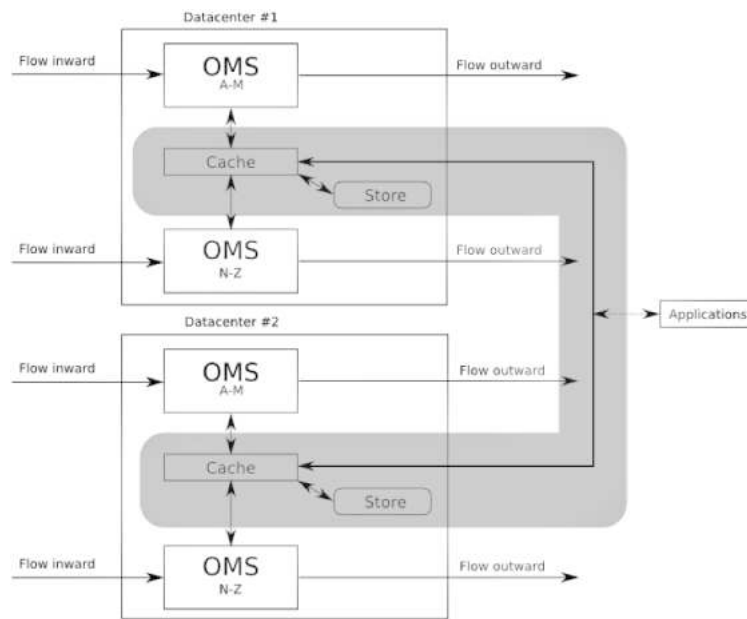 Datacenter #1
Flow inward
OMS
A-M
Flow outward
Cache
Store
Flow inward
OMS
N-Z
Flow outward
Applications
Datacenter #2
Flow inward
OMS
A-M
Flow outward
Cache
Store
Flow inward
OMS
N-Z
Flow outward